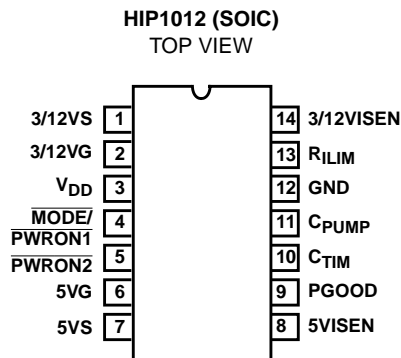 HIP1012 (SOIC)
TOP VIEW
3/12VS 1 14 3/12VISEN
3/12VG 2 13 RILIM
VDD 3 12 GND
MODE/
PWRON1 4 11 CPUMP
PWRON2 5 10 CTIM
5VG 6 9 PGOOD
5VS 7 8 5VISEN